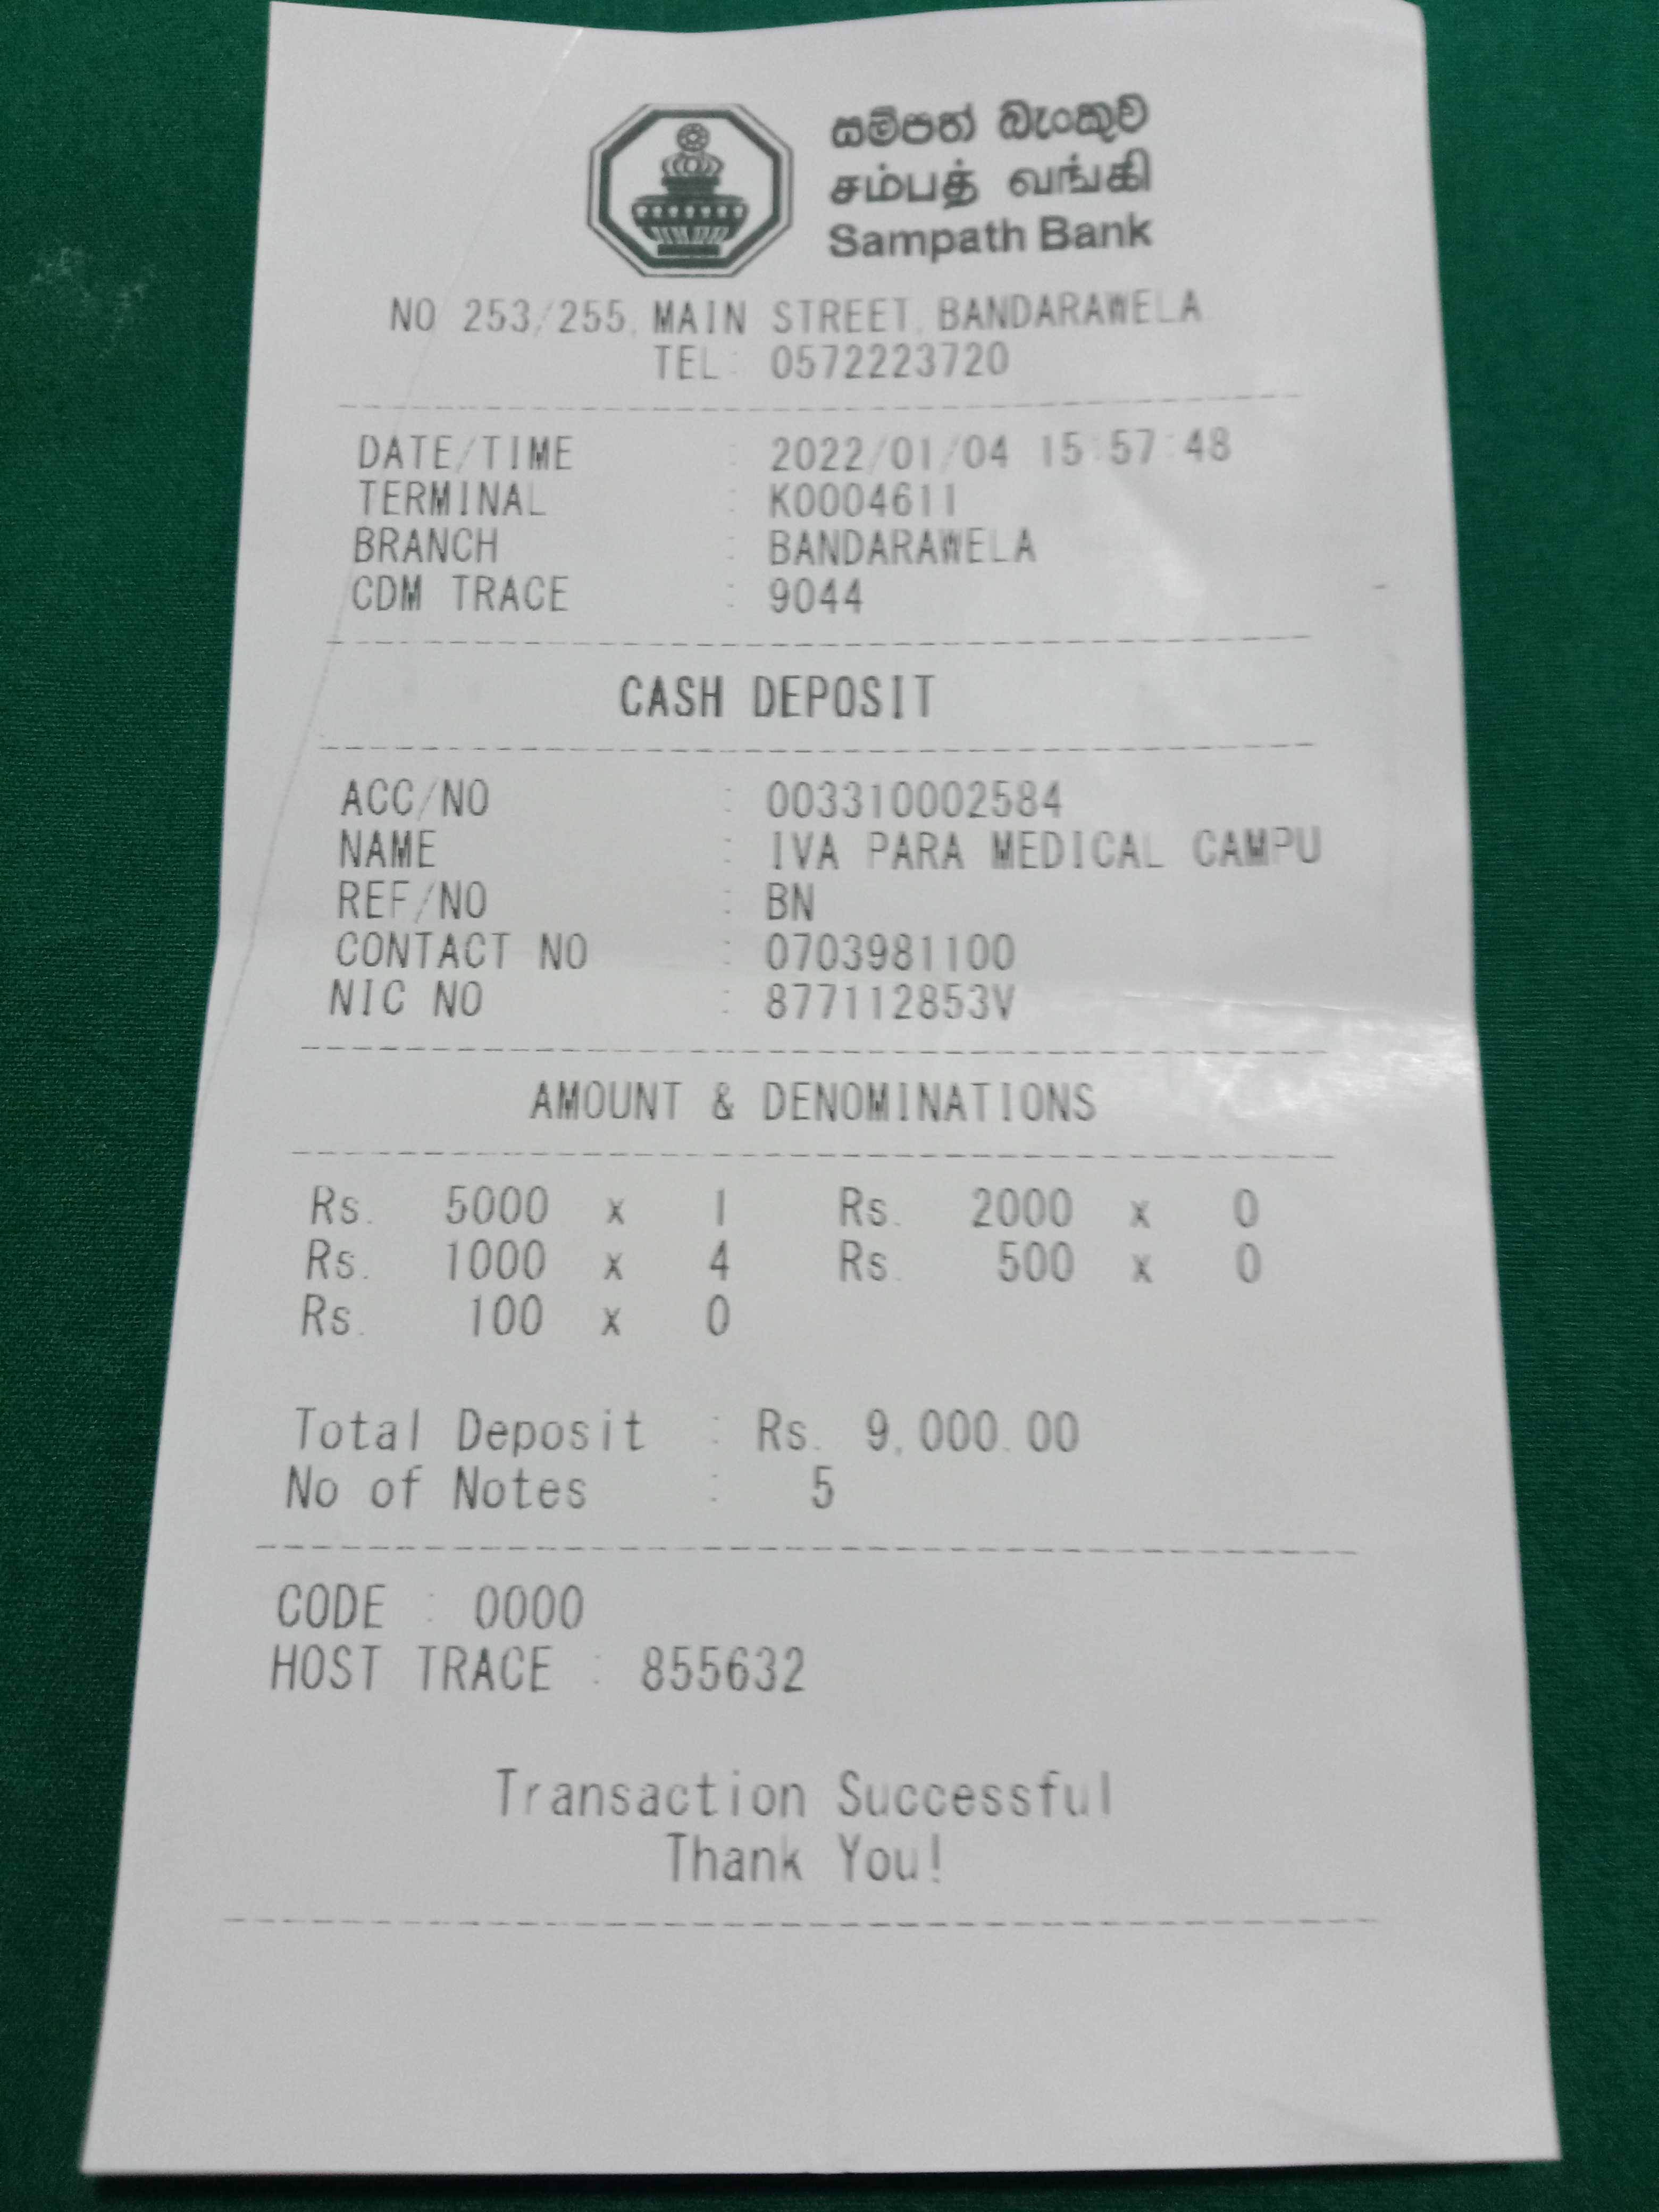 සම්පත් බැංකුව
சம்பத் வங்கி
Sampath Bank
NO 253/255, MAIN STREET, BANDARAWELA
TEL: 0572223720
DATE/TIME : 2022/01/04 15:57:48
TERMINAL : K0004611
BRANCH : BANDARAWELA
CDM TRACE : 9044
CASH DEPOSIT
ACC/NO : 003310002584
NAME : IVA PARA MEDICAL CAMPU
REF/NO : BN
CONTACT NO : 0703981100
NIC NO : 877112853V
AMOUNT & DENOMINATIONS
Rs. 5000 x 1 Rs. 2000 x 0
Rs. 1000 x 4 Rs. 500 x 0
Rs. 100 x 0
Total Deposit : Rs. 9,000.00
No of Notes : 5
CODE : 0000
HOST TRACE : 855632
Transaction Successful
Thank You!